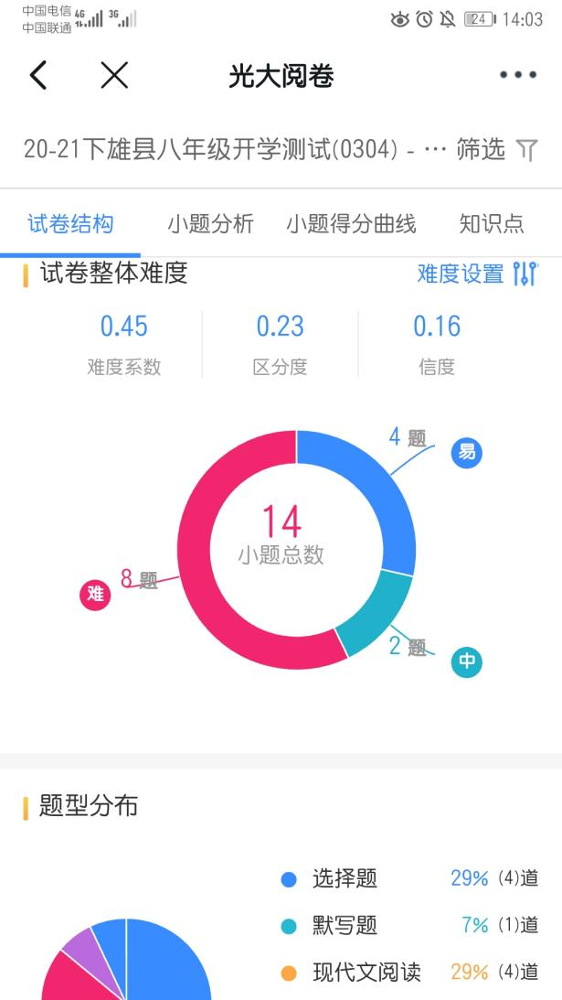 中国电信 4G 3G
中国联通 24 14:03
光大阅卷
20-21下雄县八年级开学测试(0304) - ··· 筛选
试卷结构 小题分析 小题得分曲线 知识点
试卷整体难度 难度设置
0.45 0.23 0.16
难度系数 区分度 信度
4 题 易
14
小题总数
8 题
难
2 题 中
题型分布
选择题 29% (4)道
默写题 7% (1)道
现代文阅读 29% (4)道